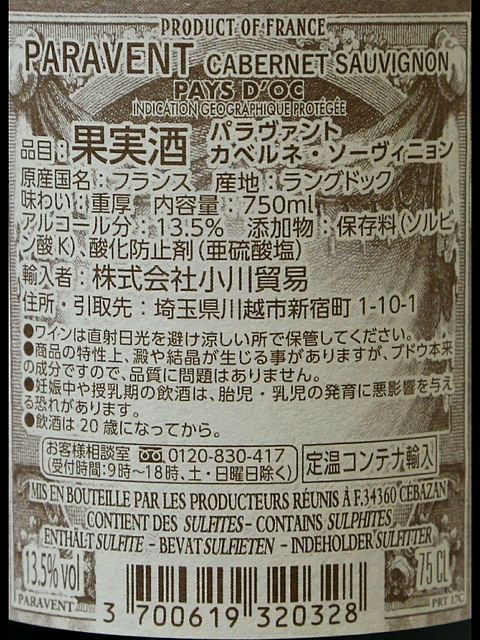 PRODUCT OF FRANCE
PARAVENT CABERNET SAUVIGNON
PAYS D'OC
INDICATION GEOGRAPHIQUE PROTÉGÉE
品目:果実酒 パラヴァント
カベルネ・ソーヴィニヨン
原産国名:フランス 産地:ラングドック
味わい:重厚 内容量:750ml
アルコール分:13.5% 添加物:保存料(ソルビ
ン酸K) 酸化防止剤(亜硫酸塩)
輸入者:株式会社小川貿易
住所・引取先:埼玉県川越市新宿町 1-10-1
●ワインは直射日光を避け涼しい所で保管してください。
●商品の特性上、澱や結晶が生じる事がありますが、ブドウ本来
の成分ですので、品質に問題はありません。
●妊娠中や授乳期の飲酒は、胎児・乳児の発育に悪影響を与え
る恐れがあります。
●飲酒は20歳になってから。
お客様相談室 0120-830-417
(受付時間:9時〜18時、土・日曜日除く)
定温コンテナ輸入
MIS EN BOUTEILLE PAR LES PRODUCTEURS RÉUNIS À F.34360 CEBAZAN
CONTIENT DES SULFITES - CONTAINS SULPHITES
ENTHÄLT SULFITE - BEVAT SULFIETEN - INDEHOLDER SULFITTER
13.5% vol
75 CL
PARAVENT
PRT 17C
3 700619 320328